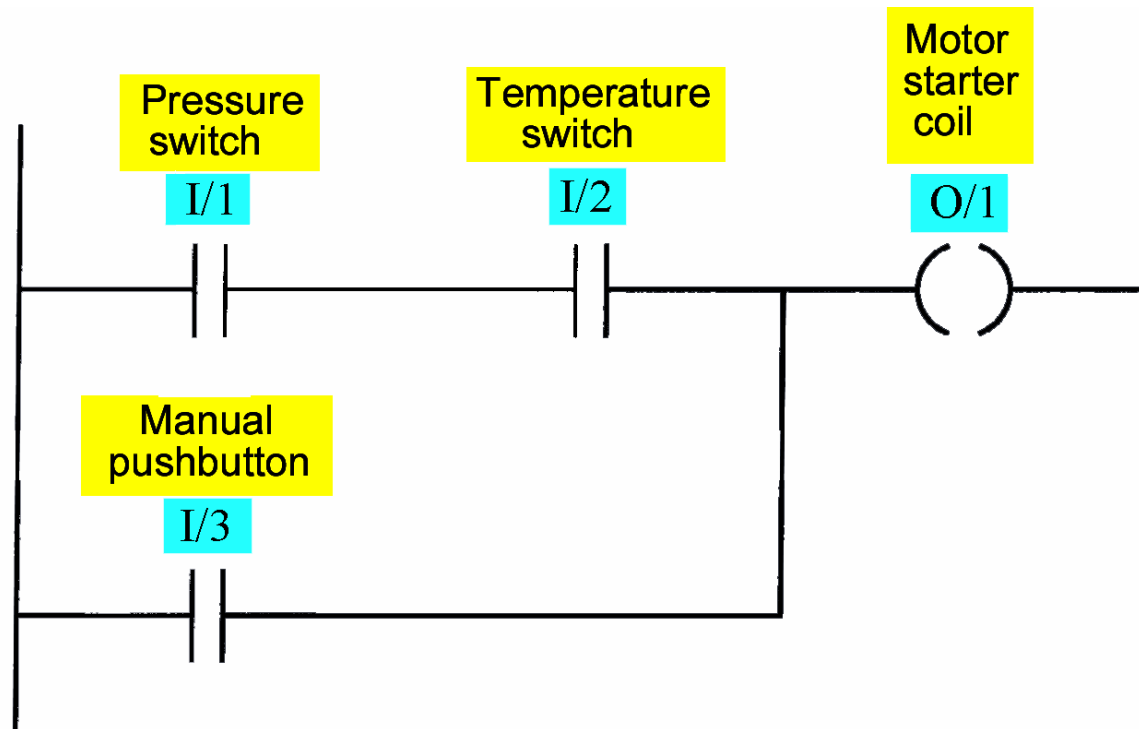 Pressure
switch
I/1
Temperature
switch
I/2
Motor
starter
coil
O/1
Manual
pushbutton
I/3